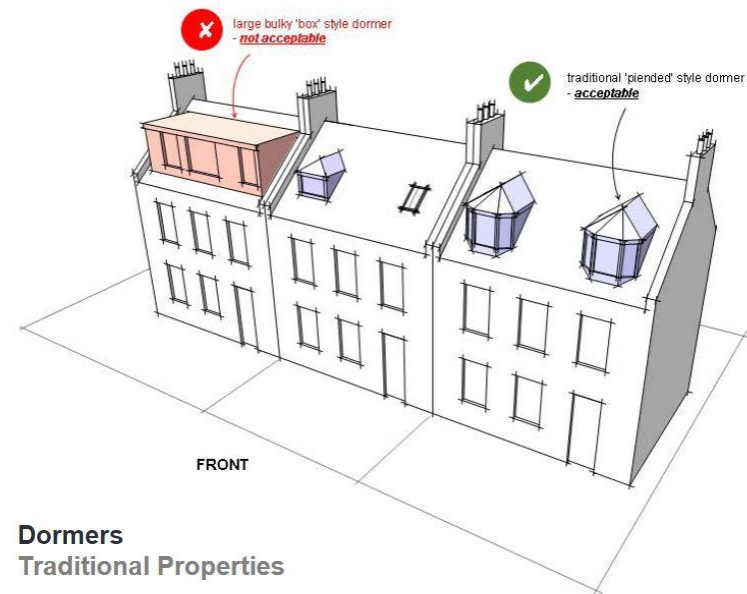 large bulky 'box' style dormer
- not acceptable
traditional 'piended' style dormer
- acceptable
FRONT
Dormers
Traditional Properties